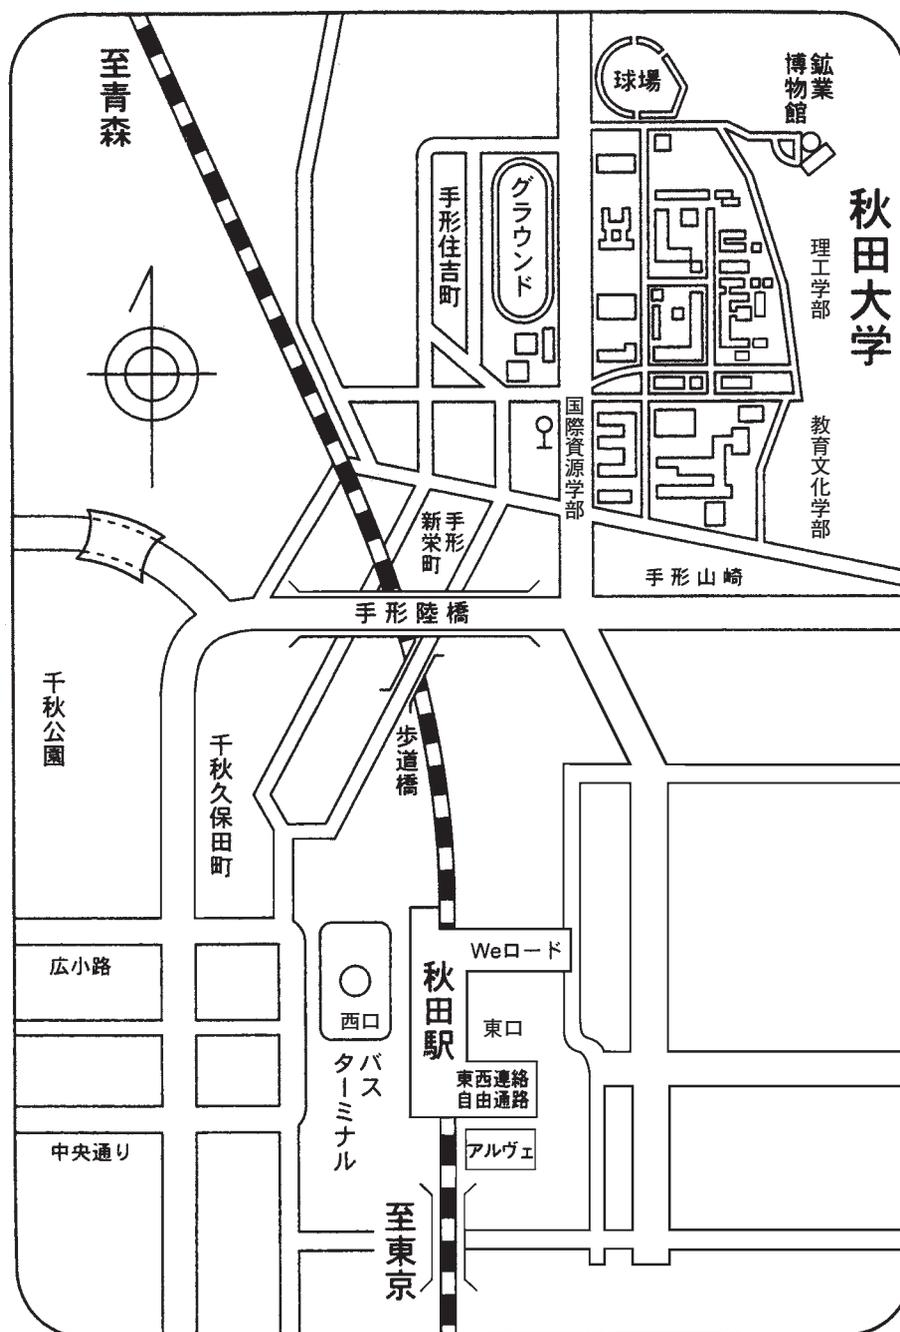 至青森
球場
鉱業
博物館
秋田大学
理工学部
グラウンド
手形住吉町
国際資源学部
教育文化学部
手形
新栄町
手形山崎
手形陸橋
千秋公園
千秋久保田町
歩道橋
Weロード
広小路
秋田駅
西口
東口
バス
ターミナル
東西連絡
自由通路
中央通り
アルヴェ
至東京